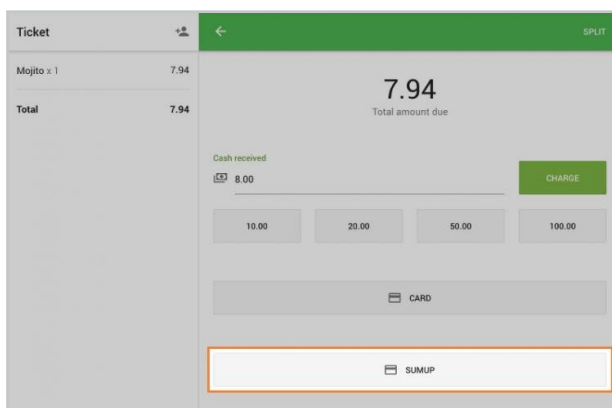 Ticket
Mojito x 1 7.94
Total 7.94
SPLIT
7.94
Total amount due
Cash received
8.00
CHARGE
10.00 20.00 50.00 100.00
CARD
SUMUP